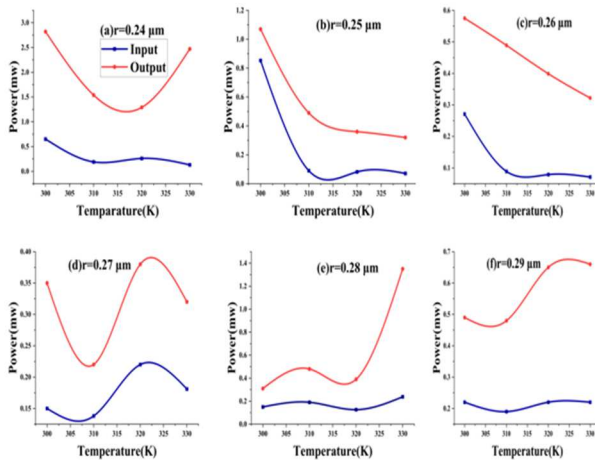 (a)r=0.24 μm
Input
Output
Power(mw)
3.0
2.5
2.0
1.5
1.0
0.5
0.0
300 305 310 315 320 325 330
Temparature(K)
(b)r=0.25 μm
Power(mw)
1.2
1.0
0.8
0.6
0.4
0.2
0.0
300 305 310 315 320 325 330
Temperature(K)
(c)r=0.26 μm
Power(mw)
0.6
0.5
0.4
0.3
0.2
0.1
300 305 310 315 320 325 330
Temperature(K)
(d)r=0.27 μm
Power(mw)
0.40
0.35
0.30
0.25
0.20
0.15
300 305 310 315 320 325 330
Temperature(K)
(e)r=0.28 μm
Power(mw)
1.4
1.2
1.0
0.8
0.6
0.4
0.2
0.0
300 305 310 315 320 325 330
Temperature(K)
(f)r=0.29 μm
Power(mw)
0.7
0.6
0.5
0.4
0.3
0.2
300 305 310 315 320 325 330
Temperature(K)